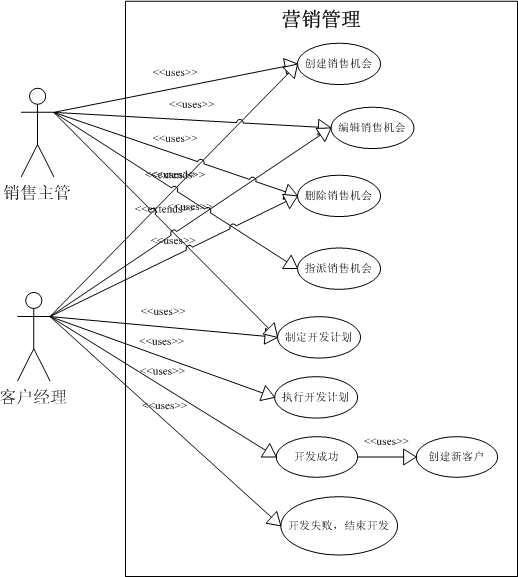 营销管理
<<uses>>
创建销售机会
<<uses>>
编辑销售机会
<<uses>>
<<extends>>
<<uses>>
销售主管
删除销售机会
<<extends>>
<<uses>>
<<uses>>
指派销售机会
<<uses>>
制定开发计划
<<uses>>
<<uses>>
客户经理
执行开发计划
<<uses>>
<<uses>>
开发成功
创建新客户
开发失败，结束开发